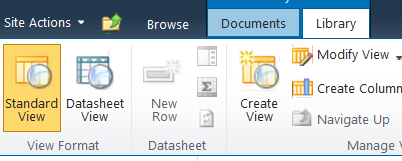 Site Actions Browse Documents Library
Standard View
Datasheet View
New Row
Create View
Modify View
Create Column
Navigate Up
View Format Datasheet Manage